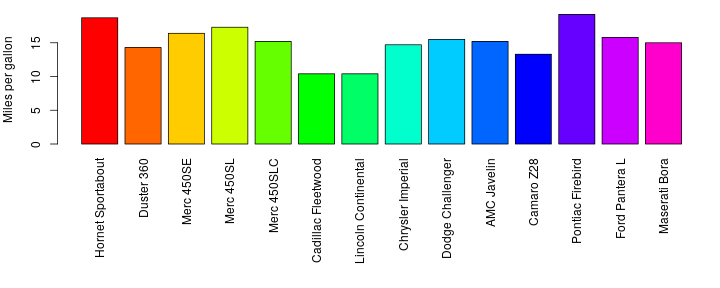 Miles per gallon
15
10
5
0
Hornet Sportabout
Duster 360
Merc 450SE
Merc 450SL
Merc 450SLC
Cadillac Fleetwood
Lincoln Continental
Chrysler Imperial
Dodge Challenger
AMC Javelin
Camaro Z28
Pontiac Firebird
Ford Pantera L
Maserati Bora